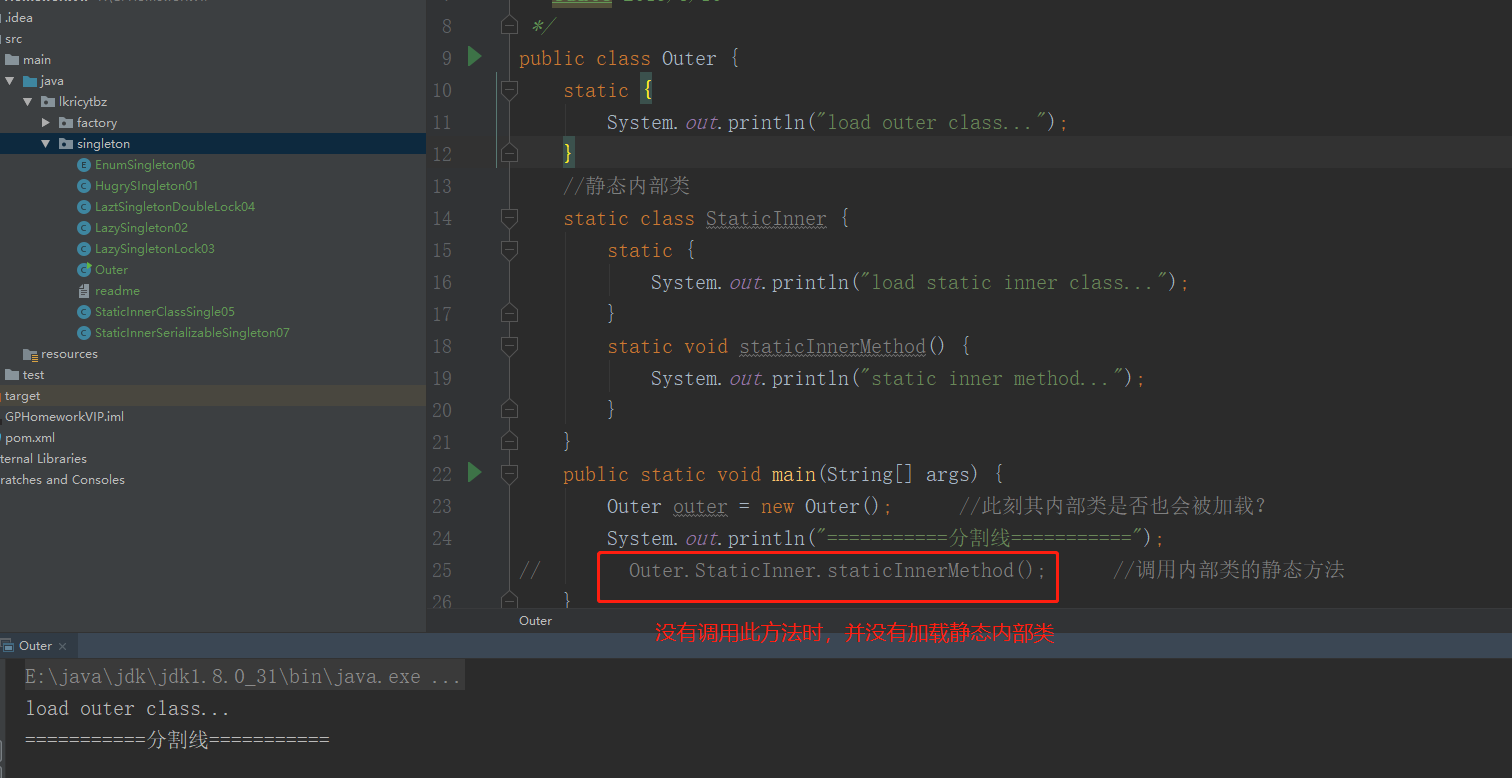 .idea
src
main
java
lkricytbz
factory
singleton
EnumSingleton06
HugrySIngleton01
LaztSingletonDoubleLock04
LazySingleton02
LazySingletonLock03
Outer
readme
StaticInnerClassSingle05
StaticInnerSerializableSingleton07
resources
test
target
GPHomeworkVIP.iml
pom.xml
ternal Libraries
ratches and Consoles
8 */
9 public class Outer {
10 static {
11 System.out.println("load outer class...");
12 }
13 //静态内部类
14 static class StaticInner {
15 static {
16 System.out.println("load static inner class...");
17 }
18 static void staticInnerMethod() {
19 System.out.println("static inner method...");
20 }
21 }
22 public static void main(String[] args) {
23 Outer outer = new Outer(); //此刻其内部类是否也会被加载？
24 System.out.println("===========分割线===========");
25 // Outer.StaticInner.staticInnerMethod(); //调用内部类的静态方法
26 }
Outer
没有调用此方法时，并没有加载静态内部类
Outer ×
E:\java\jdk\jdk1.8.0_31\bin\java.exe ...
load outer class...
===========分割线===========